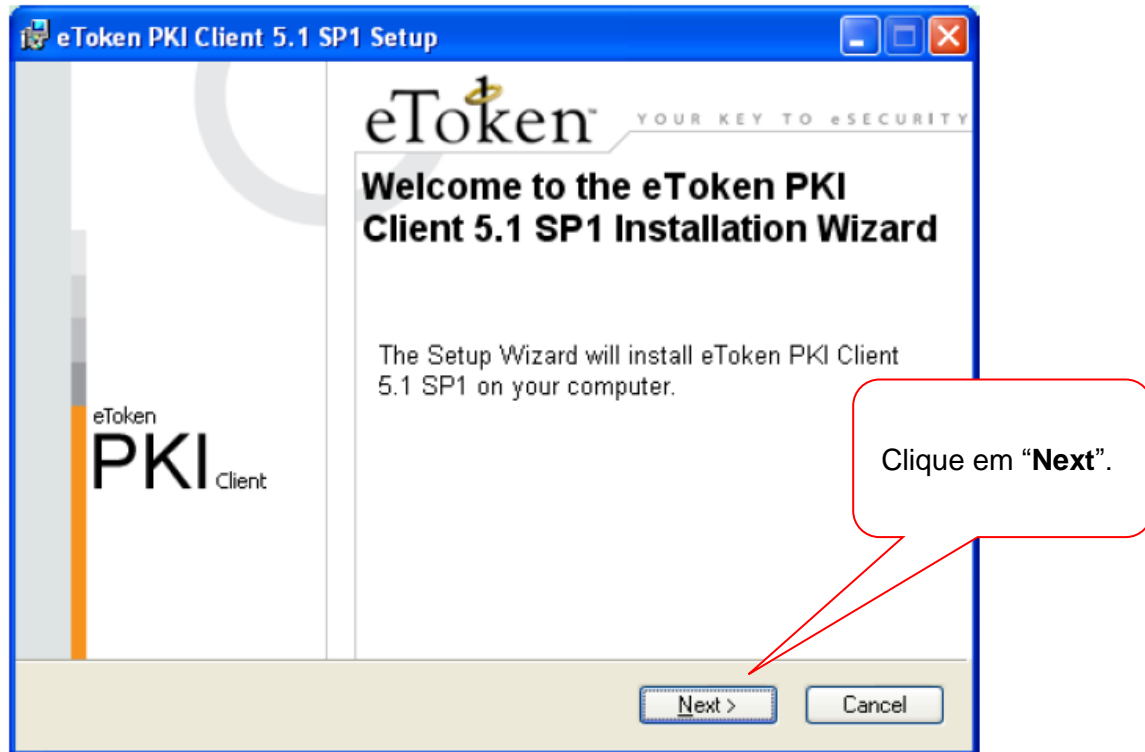 eToken PKI Client 5.1 SP1 Setup
eToken™ YOUR KEY TO eSECURITY
Welcome to the eToken PKI
Client 5.1 SP1 Installation Wizard
The Setup Wizard will install eToken PKI Client
5.1 SP1 on your computer.
eToken
PKI Client
Clique em “Next”.
Next >
Cancel